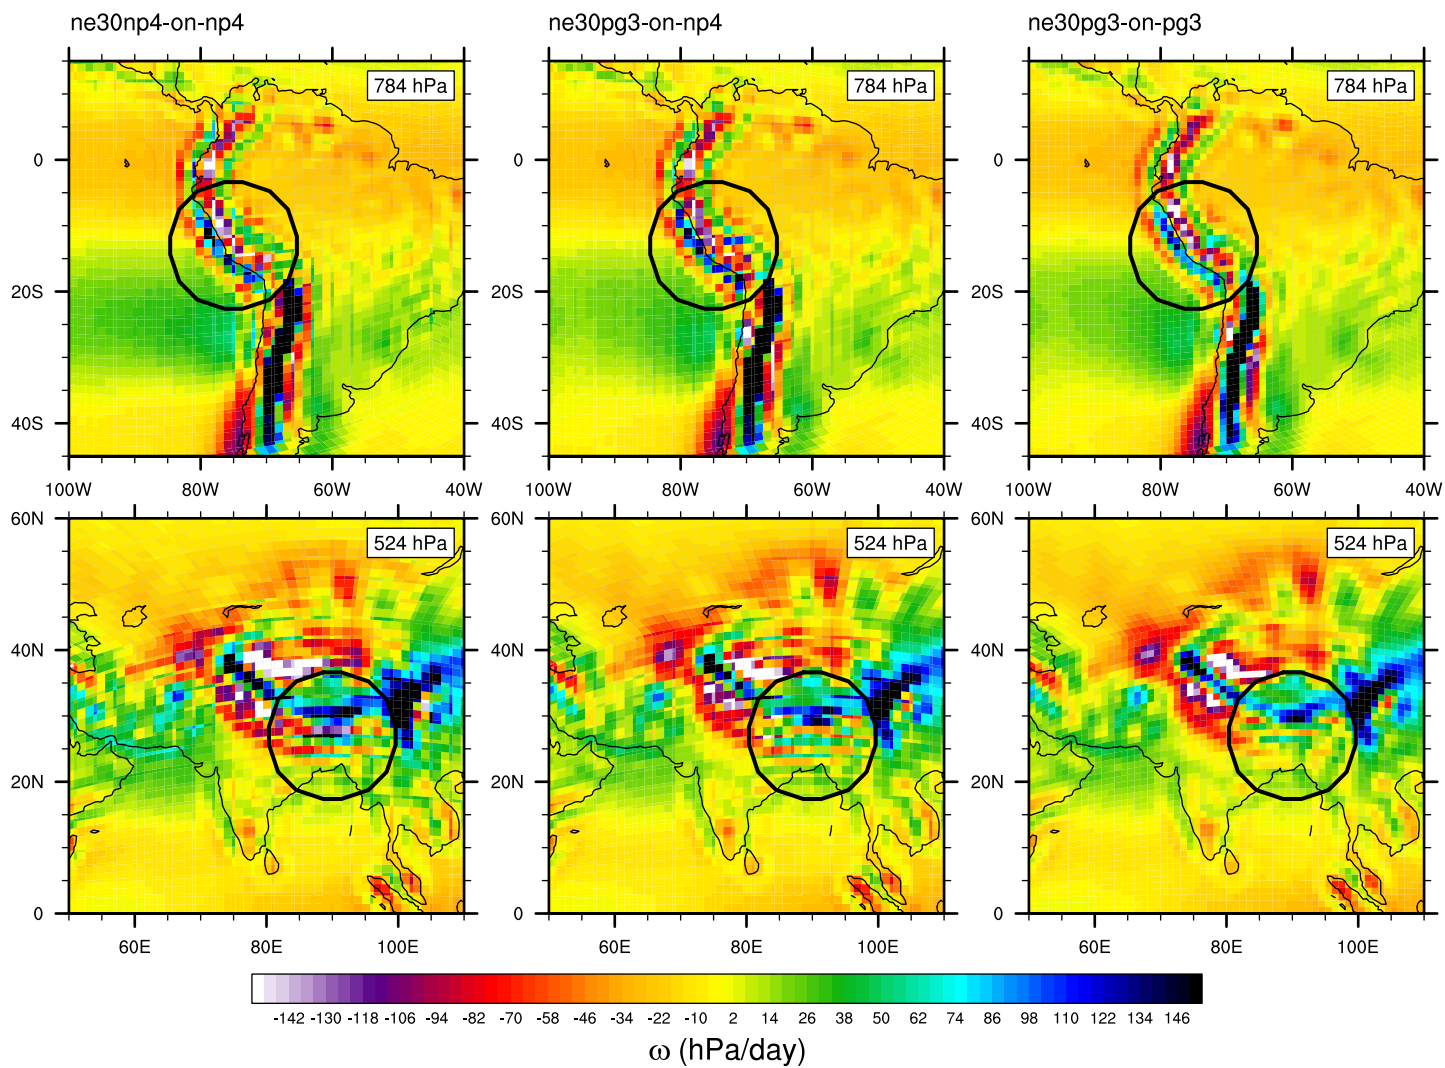 ne30np4-on-np4 ne30pg3-on-np4 ne30pg3-on-pg3
784 hPa 784 hPa 784 hPa
0 0 0
20S 20S 20S
40S 40S 40S
100W 80W 60W 40W 100W 80W 60W 40W 100W 80W 60W 40W
60N 60N 60N
524 hPa 524 hPa 524 hPa
40N 40N 40N
20N 20N 20N
0 0 0
60E 80E 100E 60E 80E 100E 60E 80E 100E
-142 -130 -118 -106 -94 -82 -70 -58 -46 -34 -22 -10 2 14 26 38 50 62 74 86 98 110 122 134 146
ω (hPa/day)